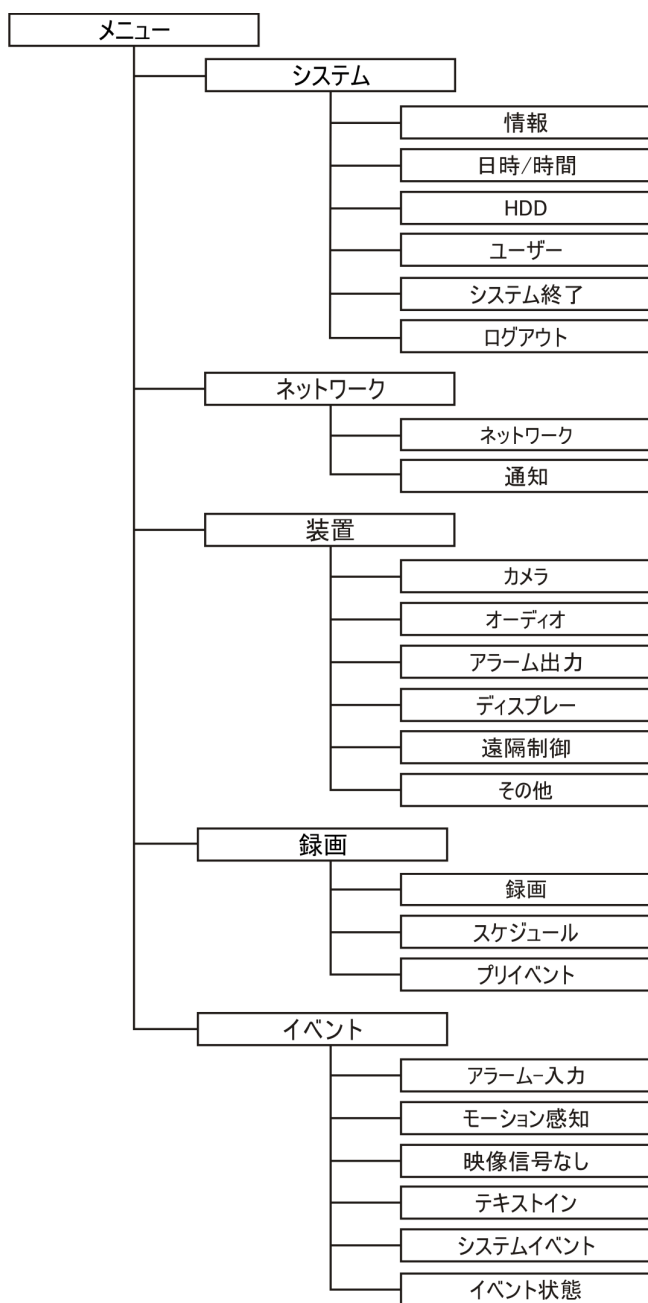 メニュー
システム
情報
日時/時間
HDD
ユーザー
システム終了
ログアウト
ネットワーク
ネットワーク
通知
装置
カメラ
オーディオ
アラーム出力
ディスプレー
遠隔制御
その他
録画
録画
スケジュール
プリイベント
イベント
アラーム-入力
モーション感知
映像信号なし
テキストイン
システムイベント
イベント状態